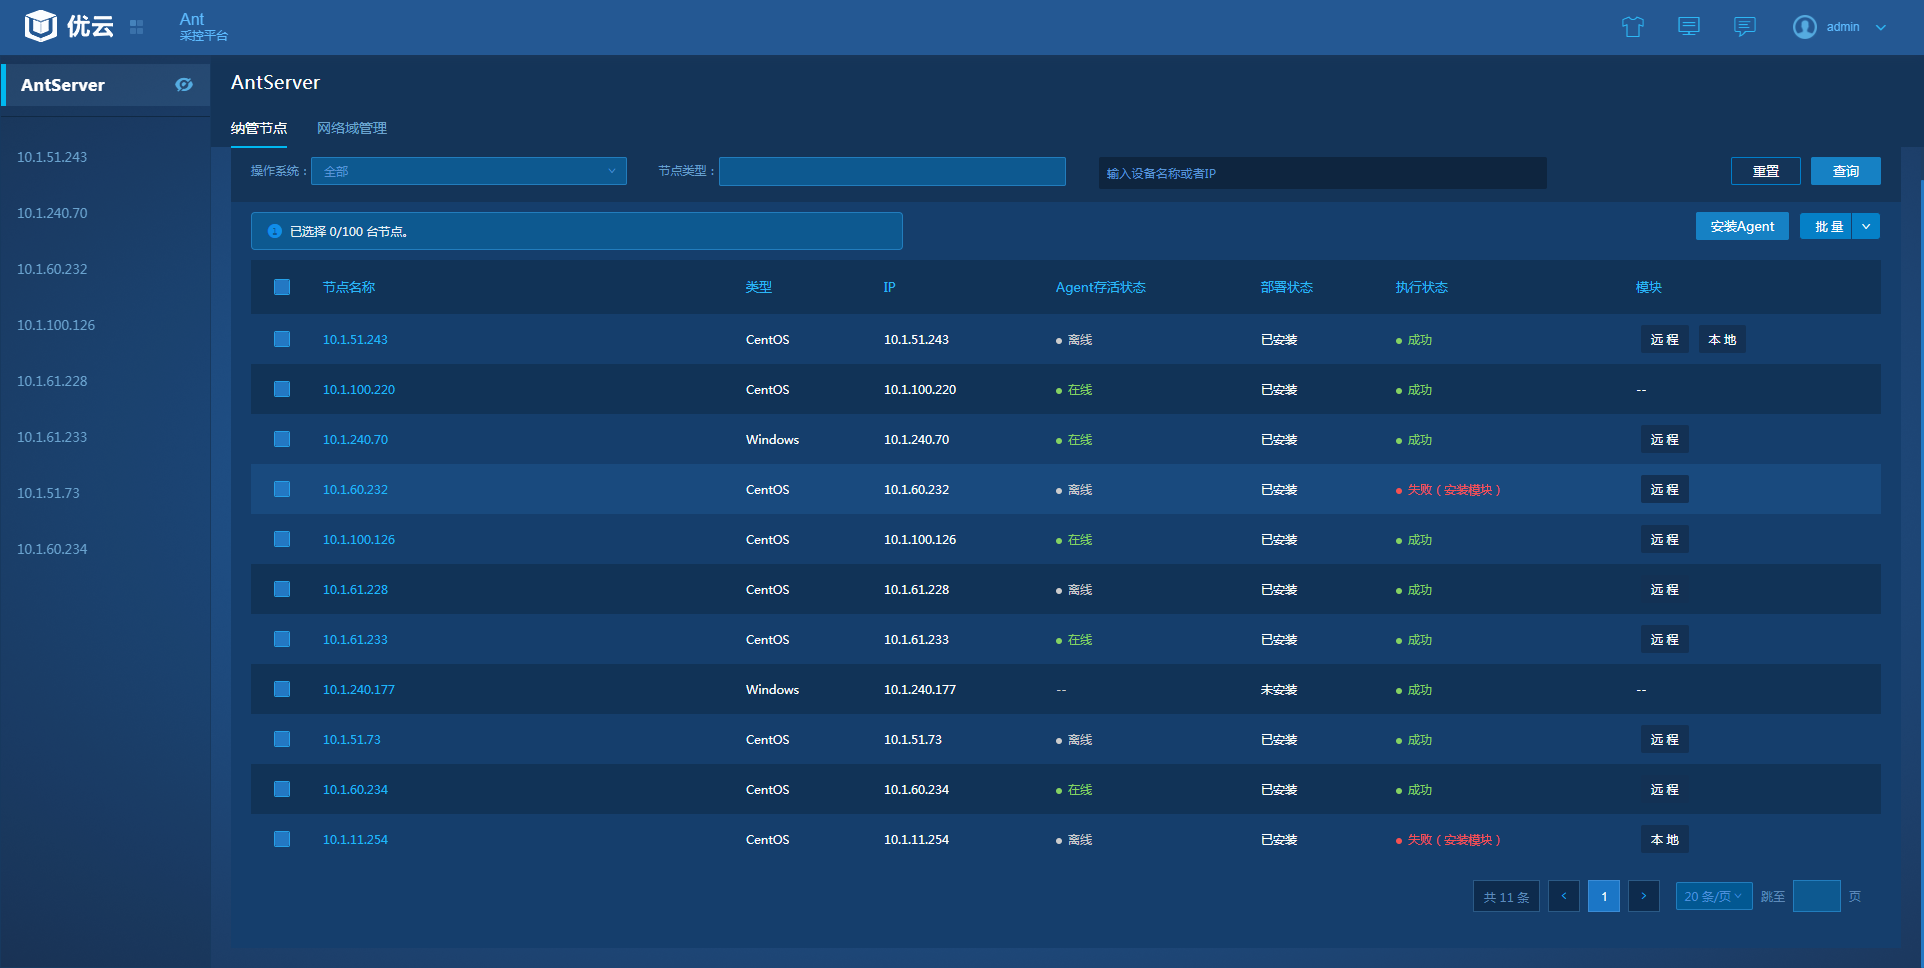 优云
Ant
采控平台
admin
AntServer
10.1.51.243
10.1.240.70
10.1.60.232
10.1.100.126
10.1.61.228
10.1.61.233
10.1.51.73
10.1.60.234
AntServer
纳管节点 网络域管理
操作系统： 全部 节点类型： 输入设备名称或者IP 重置 查询
已选择 0/100 台节点。 安装Agent 批 量
节点名称 类型 IP Agent存活状态 部署状态 执行状态 模块
10.1.51.243 CentOS 10.1.51.243 离线 已安装 成功 远 程 本 地
10.1.100.220 CentOS 10.1.100.220 在线 已安装 成功 --
10.1.240.70 Windows 10.1.240.70 在线 已安装 成功 远 程
10.1.60.232 CentOS 10.1.60.232 离线 已安装 失败（安装模块） 远 程
10.1.100.126 CentOS 10.1.100.126 在线 已安装 成功 远 程
10.1.61.228 CentOS 10.1.61.228 离线 已安装 成功 远 程
10.1.61.233 CentOS 10.1.61.233 在线 已安装 成功 远 程
10.1.240.177 Windows 10.1.240.177 -- 未安装 成功 --
10.1.51.73 CentOS 10.1.51.73 离线 已安装 成功 远 程
10.1.60.234 CentOS 10.1.60.234 在线 已安装 成功 远 程
10.1.11.254 CentOS 10.1.11.254 离线 已安装 失败（安装模块） 本 地
共 11 条 < 1 > 20 条/页 跳至 页